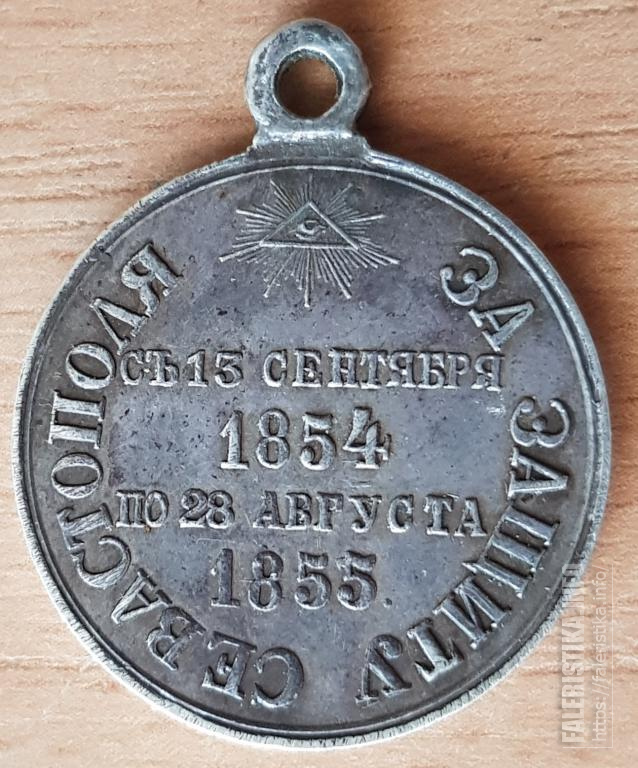 ЗА ЗАЩИТУ СЕВАСТОПОЛЯ
СЪ 13 СЕНТЯБРЯ
1854
ПО 28 АВГУСТА
1855.
FALERISTIKA.INFO
https://faleristika.info